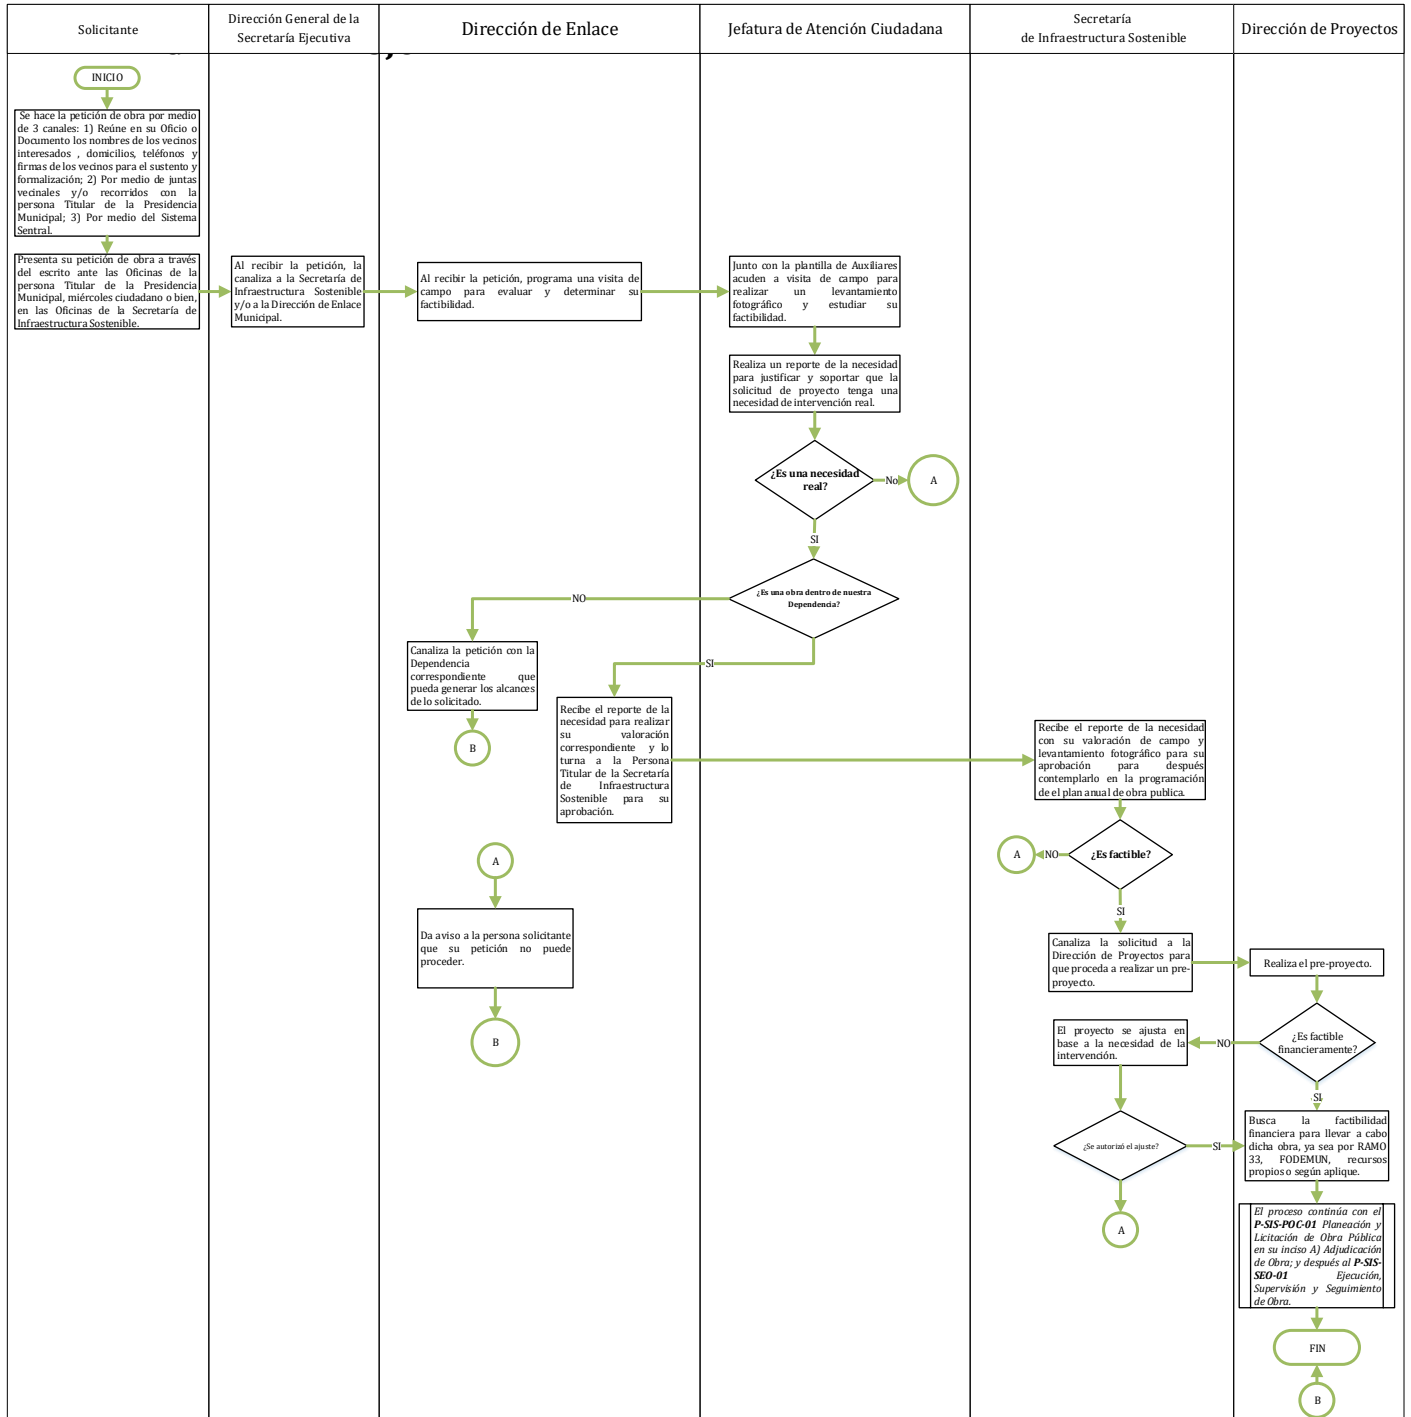 Solicitante
Dirección General de la
Secretaría Ejecutiva
Dirección de Enlace
Jefatura de Atención Ciudadana
Secretaría
de Infraestructura Sostenible
Dirección de Proyectos
INICIO
Se hace la petición de obra por medio
de 3 canales: 1) Reúne en su Oficio o
Documento los nombres de los vecinos
interesados , domicilios, teléfonos y
firmas de los vecinos para el sustento y
formalización; 2) Por medio de juntas
vecinales y/o recorridos con la
persona Titular de la Presidencia
Municipal; 3) Por medio del Sistema
Sentral.
Presenta su petición de obra a través
del escrito ante las Oficinas de la
persona Titular de la Presidencia
Municipal, miércoles ciudadano o bien,
en las Oficinas de la Secretaría de
Infraestructura Sostenible.
Al recibir la petición, la
canaliza a la Secretaría de
Infraestructura Sostenible
y/o a la Dirección de Enlace
Municipal.
Al recibir la petición, programa una visita de
campo para evaluar y determinar su
factibilidad.
Junto con la plantilla de Auxiliares
acuden a visita de campo para
realizar un levantamiento
fotográfico y estudiar su
factibilidad.
Realiza un reporte de la necesidad
para justificar y soportar que la
solicitud de proyecto tenga una
necesidad de intervención real.
¿Es una necesidad
real?
No
A
SI
¿Es una obra dentro de nuestra
Dependencia?
NO
SI
Canaliza la petición con la
Dependencia
correspondiente que
pueda generar los alcances
de lo solicitado.
B
Recibe el reporte de la
necesidad para realizar
su valoración
correspondiente y lo
turna a la Persona
Titular de la Secretaría
de Infraestructura
Sostenible para su
aprobación.
Recibe el reporte de la necesidad
con su valoración de campo y
levantamiento fotográfico para su
aprobación para después
contemplarlo en la programación
de el plan anual de obra publica.
¿Es factible?
NO
A
SI
A
Da aviso a la persona solicitante
que su petición no puede
proceder.
B
Canaliza la solicitud a la
Dirección de Proyectos para
que proceda a realizar un pre-
proyecto.
Realiza el pre-proyecto.
¿Es factible
financieramente?
NO
SI
El proyecto se ajusta en
base a la necesidad de la
intervención.
¿Se autorizó el ajuste?
SI
A
Busca la factibilidad
financiera para llevar a cabo
dicha obra, ya sea por RAMO
33, FODEMUN, recursos
propios o según aplique.
El proceso continúa con el
P-SIS-POC-01 Planeación y
Licitación de Obra Pública
en su inciso A) Adjudicación
de Obra; y después al P-SIS-
SEO-01 Ejecución,
Supervisión y Seguimiento
de Obra.
FIN
B